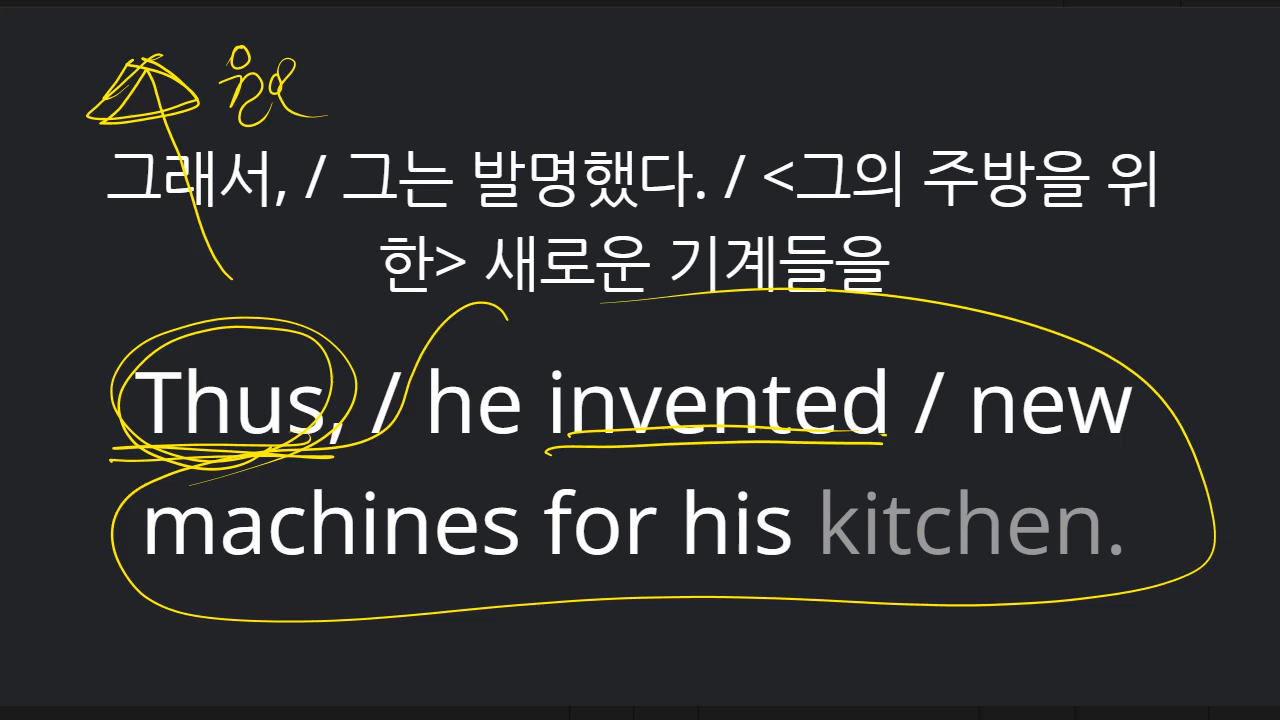 그래서, / 그는 발명했다. / <그의 주방을 위
한> 새로운 기계들을
Thus, / he invented / new
machines for his kitchen.